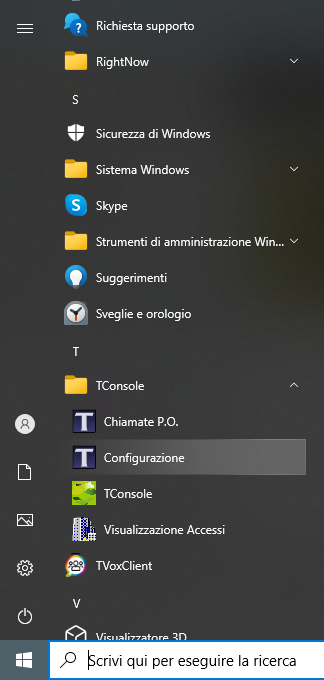 Richiesta supporto
RightNow
S
Sicurezza di Windows
Sistema Windows
Skype
Strumenti di amministrazione Win...
Suggerimenti
Sveglie e orologio
T
TConsole
Chiamate P.O.
Configurazione
TConsole
Visualizzazione Accessi
TVoxClient
V
Visualizzatore 3D
Scrivi qui per eseguire la ricerca